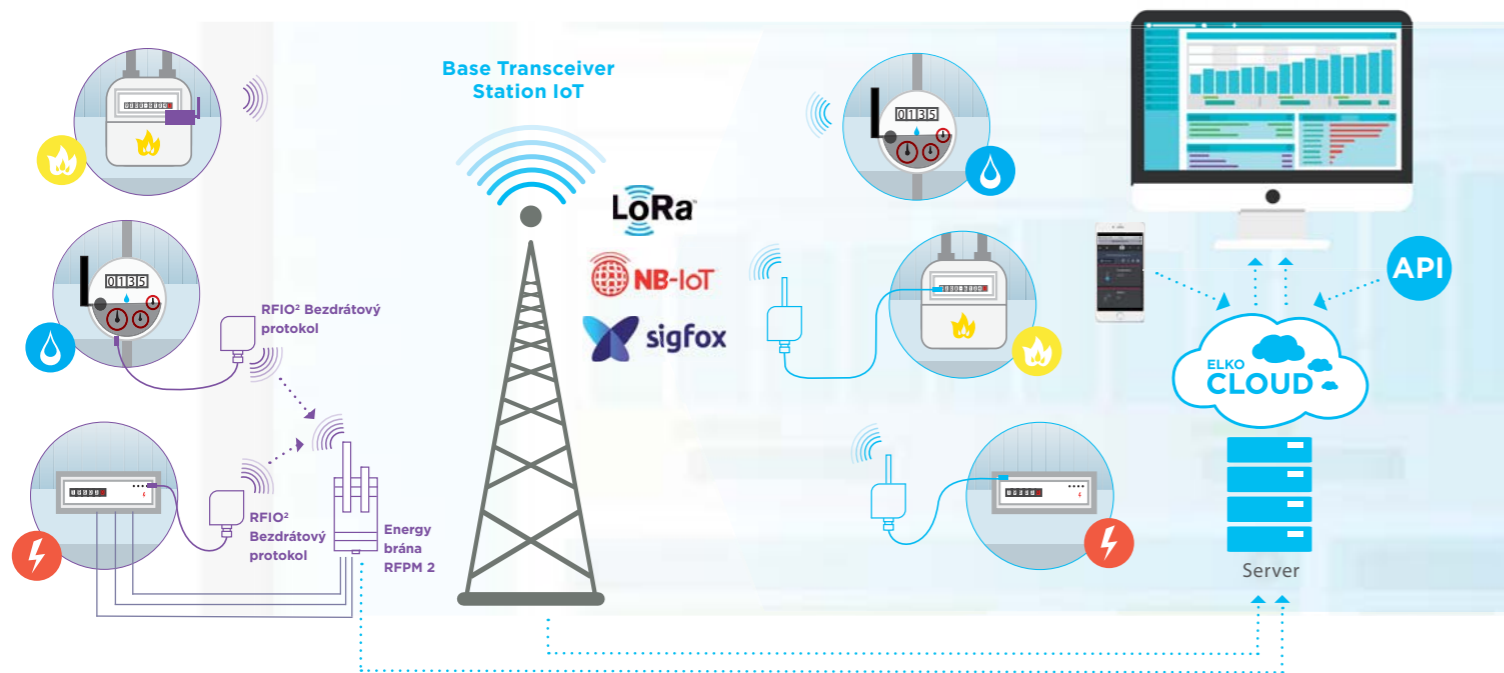 Base Transceiver
Station IoT
LoRa™
NB-IoT
sigfox
0135
RFIO² Bezdrátový
protokol
RFIO²
Bezdrátový
protokol
Energy
brána
RFPM 2
0135
API
ELKO
CLOUD
Server